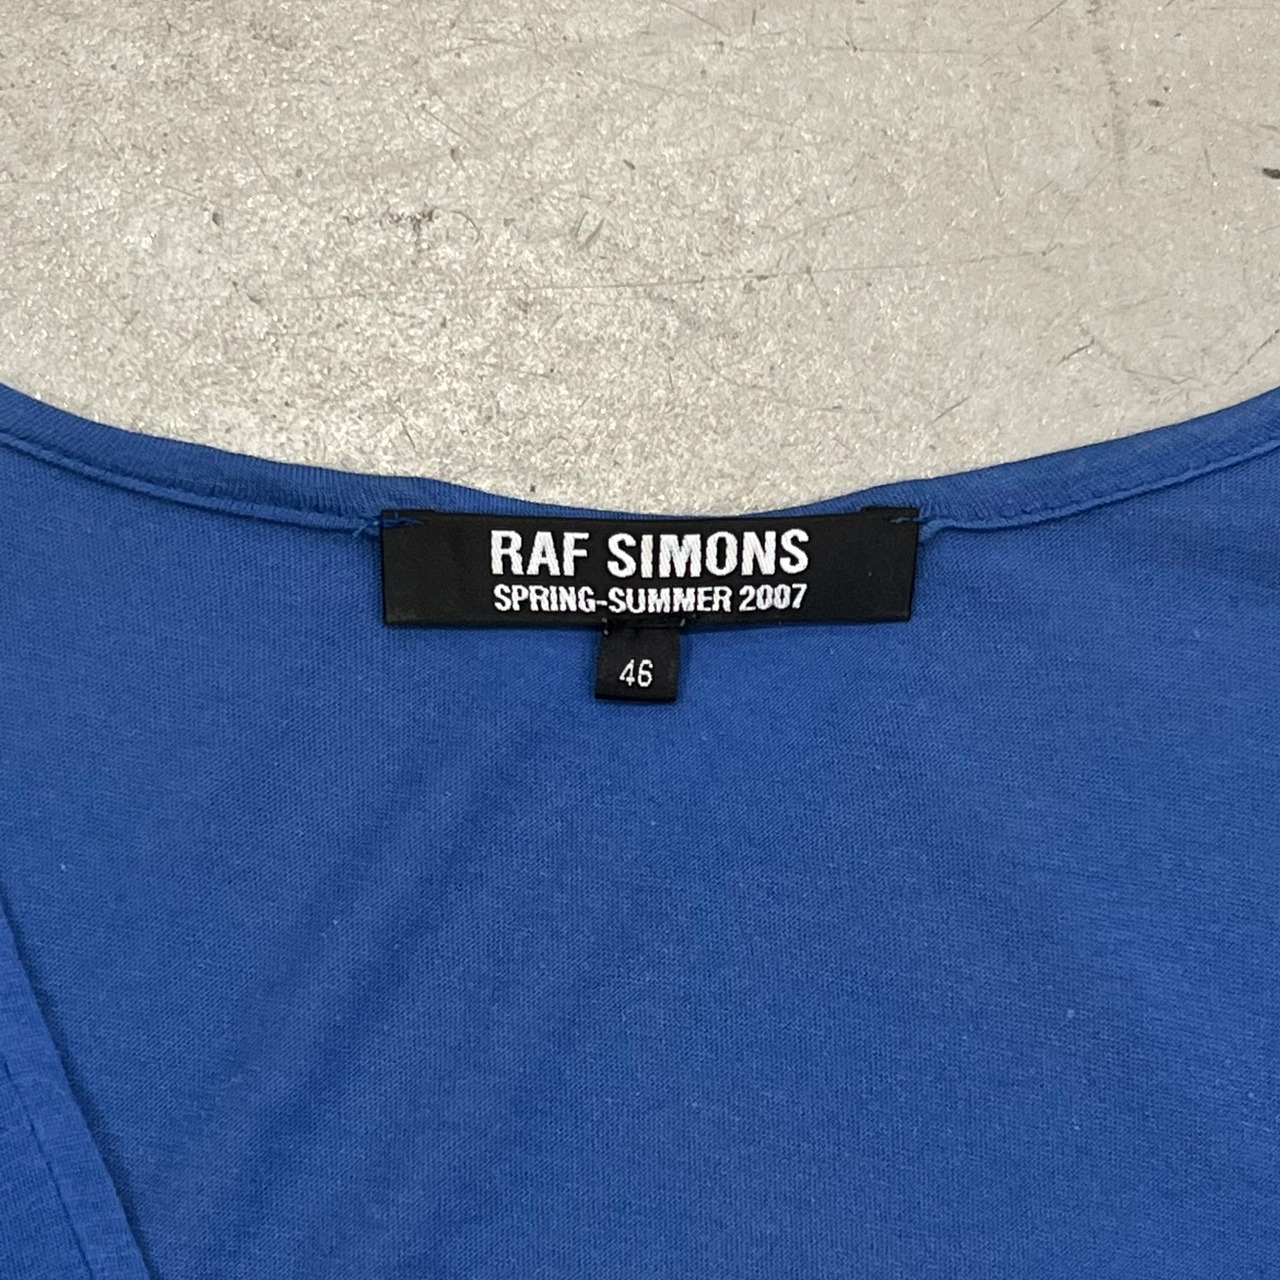 RAF SIMONS
SPRING-SUMMER 2007
46